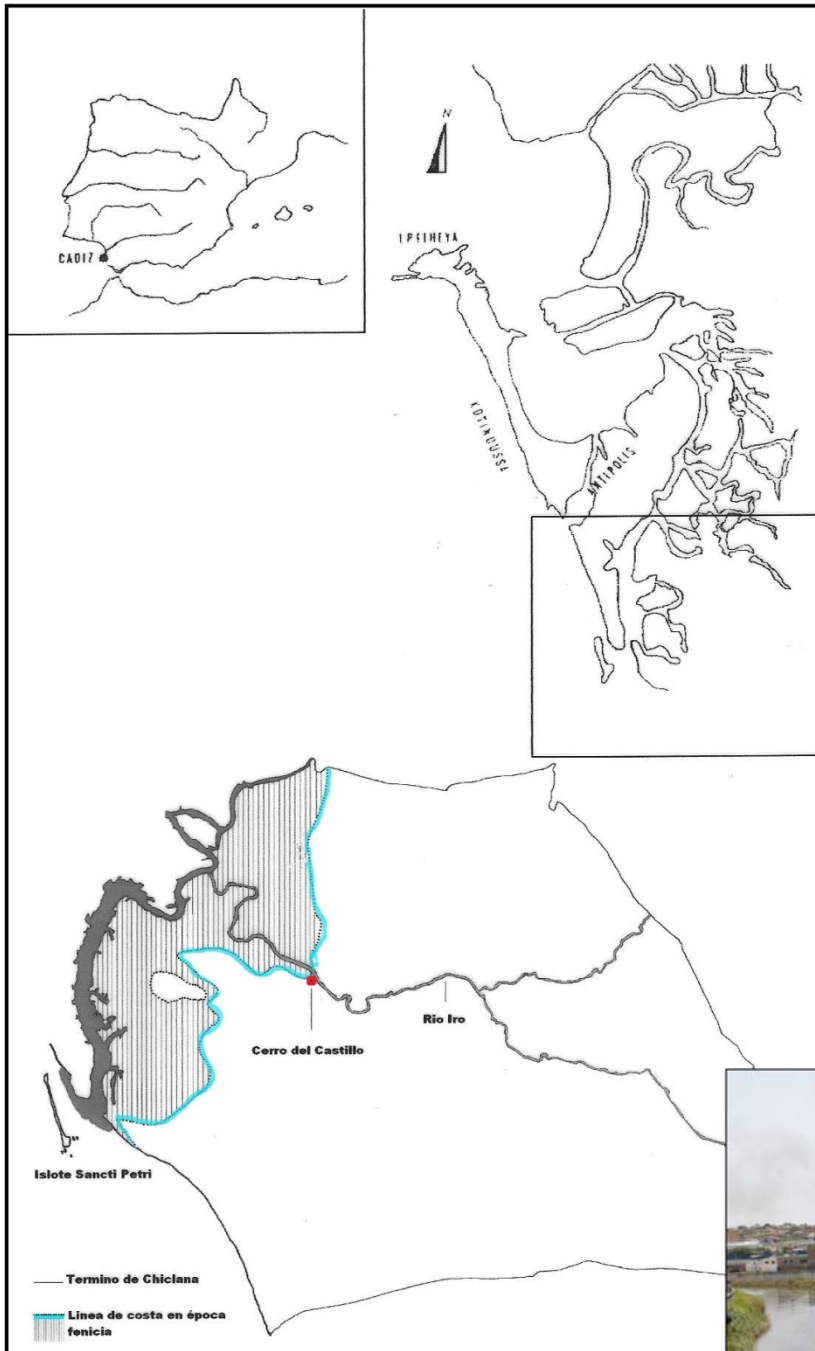 CADIZ
N
KOTINOUSSA
ANTIPOLIS
Cerro del Castillo
Rio Iro
Islote Sancti Petri
Termino de Chiclana
Linea de costa en época
fenicia